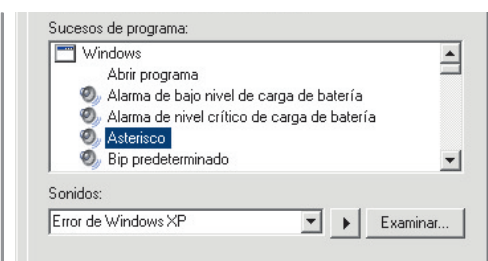 Sucesos de programa:
Windows
Abrir programa
Alarma de bajo nivel de carga de batería
Alarma de nivel crítico de carga de batería
Asterisco
Bip predeterminado
Sonidos:
Error de Windows XP
Examinar...